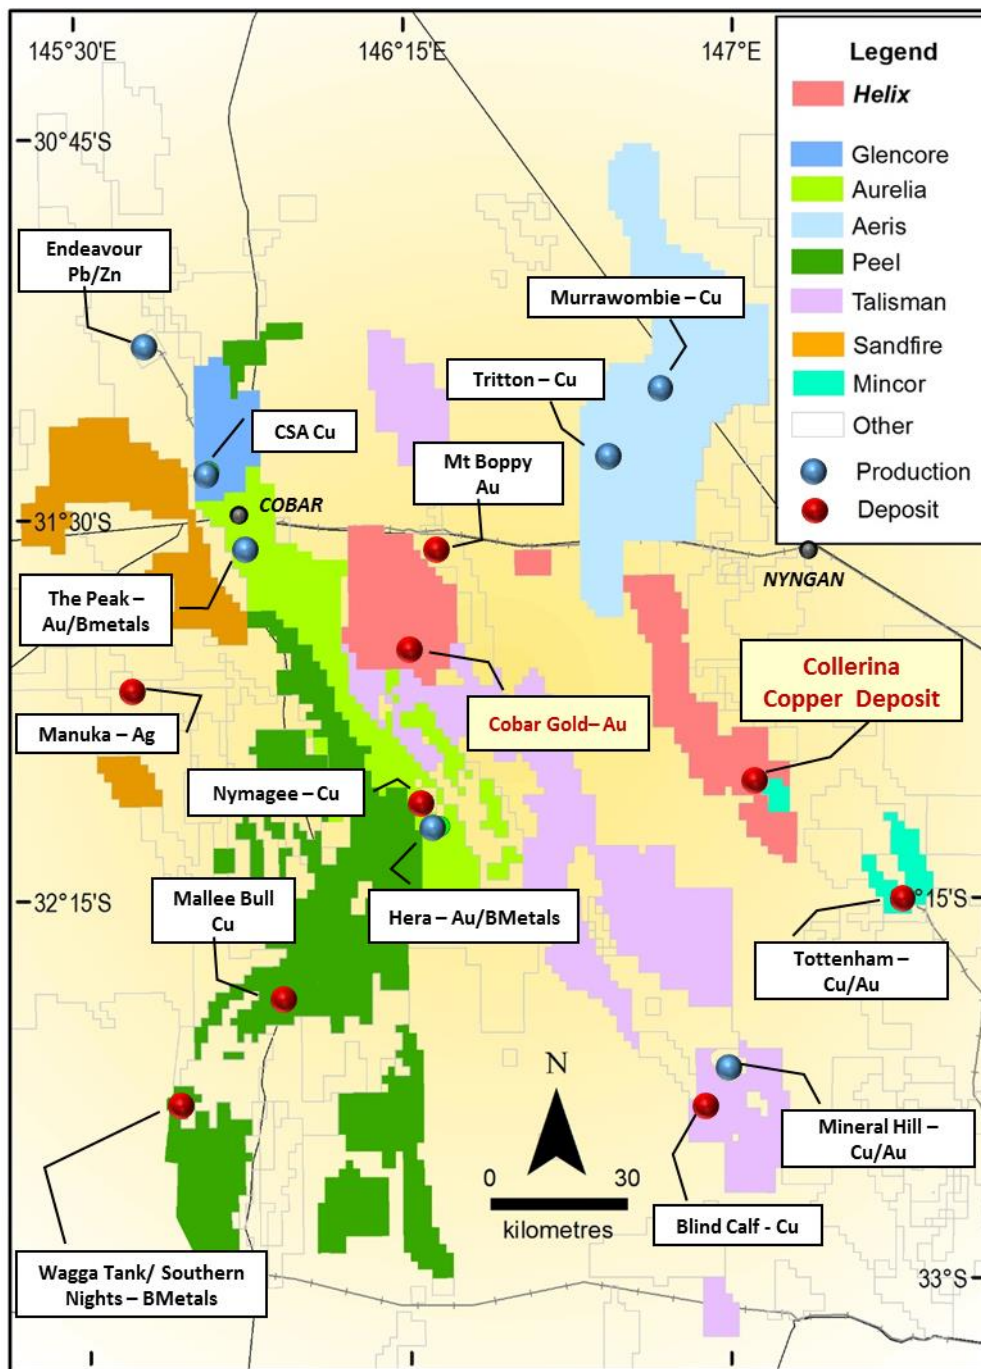 145°30'E
146°15'E
147°E
Legend
Helix
Glencore
Aurelia
Aeris
Peel
Talisman
Sandfire
Mincor
Other
Production
Deposit
30°45'S
Endeavour
Pb/Zn
Murrawombie – Cu
Tritton – Cu
CSA Cu
Mt Boppy
Au
COBAR
31°30'S
NYNGAN
The Peak –
Au/Bmetals
Collerina
Copper Deposit
Manuka – Ag
Cobar Gold– Au
Nymagee – Cu
32°15'S
Mallee Bull
Cu
Hera – Au/BMetals
°15'S
Tottenham –
Cu/Au
N
Mineral Hill –
Cu/Au
0 30
kilometres
Blind Calf - Cu
Wagga Tank/ Southern
Nights – BMetals
33°S